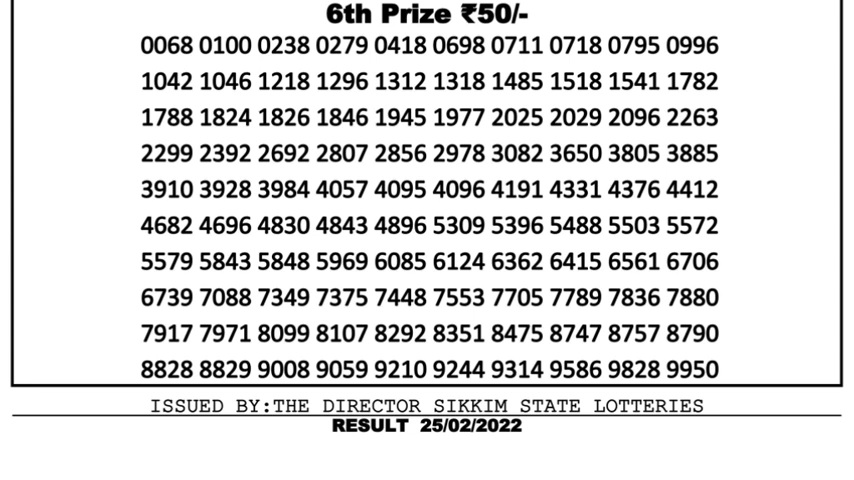 6th Prize ₹50/-
0068 0100 0238 0279 0418 0698 0711 0718 0795 0996
1042 1046 1218 1296 1312 1318 1485 1518 1541 1782
1788 1824 1826 1846 1945 1977 2025 2029 2096 2263
2299 2392 2692 2807 2856 2978 3082 3650 3805 3885
3910 3928 3984 4057 4095 4096 4191 4331 4376 4412
4682 4696 4830 4843 4896 5309 5396 5488 5503 5572
5579 5843 5848 5969 6085 6124 6362 6415 6561 6706
6739 7088 7349 7375 7448 7553 7705 7789 7836 7880
7917 7971 8099 8107 8292 8351 8475 8747 8757 8790
8828 8829 9008 9059 9210 9244 9314 9586 9828 9950
ISSUED BY:THE DIRECTOR SIKKIM STATE LOTTERIES
RESULT 25/02/2022